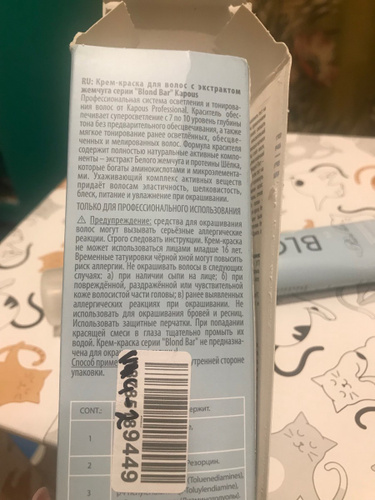 RU: Крем-краска для волос с экстрактом
жемчуга серии "Blond Bar" Kapous
Профессиональная система осветления и тонирова-
ния волос от Kapous Professional. Краситель обес-
печивает суперосветление с 7 по 10 уровень глубины
тона без предварительного обесцвечивания, а также
мягкое тонирование ранее осветлённых, обесцве-
ченных и мелированных волос. Формула красителя
содержит полностью натуральные активные компо-
ненты – экстракт Белого жемчуга и протеины Шёлка,
которые богаты аминокислотами и микроэлемента-
ми. Ухаживающий комплекс активных веществ
придаёт волосам эластичность, шелковистость,
блеск, питание и увлажнение при окрашивании.
ТОЛЬКО ДЛЯ ПРОФЕССИОНАЛЬНОГО ИСПОЛЬЗОВАНИЯ
⚠ Предупреждение: средства для окрашивания
волос могут вызывать серьёзные аллергические
реакции. Строго следовать инструкции. Крем-краска
не может использоваться лицами младше 16 лет.
Временные татуировки чёрной хной могут повысить
риск аллергии. Не окрашивать волосы в следующих
случаях: а) при наличии сыпи на лице; б) при
повреждённой, раздражённой или чувствительной
коже волосистой части головы; в) ранее выявленных
аллергических реакциях при окрашивании. Не
использовать для окрашивания бровей и ресниц.
Использовать защитные перчатки. При попадании
красящей смеси в глаза тщательно промыть их
водой. Крем-краска серии "Blond Bar" не предназна-
чена для окра
Способ приме утренней стороне
упаковки.
89449
CONT.: держит.
1
2 Резорцин.
3 (Toluenediamines).
(Toluylendiamine).
BLO